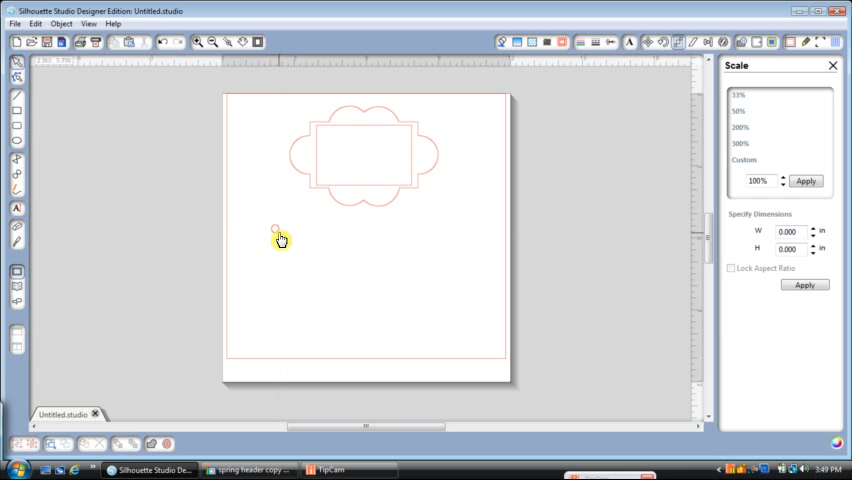 Silhouette Studio Designer Edition: Untitled.studio
File Edit Object View Help
Scale
33%
50%
200%
300%
Custom
100% Apply
Specify Dimensions
W 0.000 in
H 0.000 in
Lock Aspect Ratio
Apply
Untitled.studio
Silhouette Studio De...
spring header copy ...
TipCam
3:49 PM